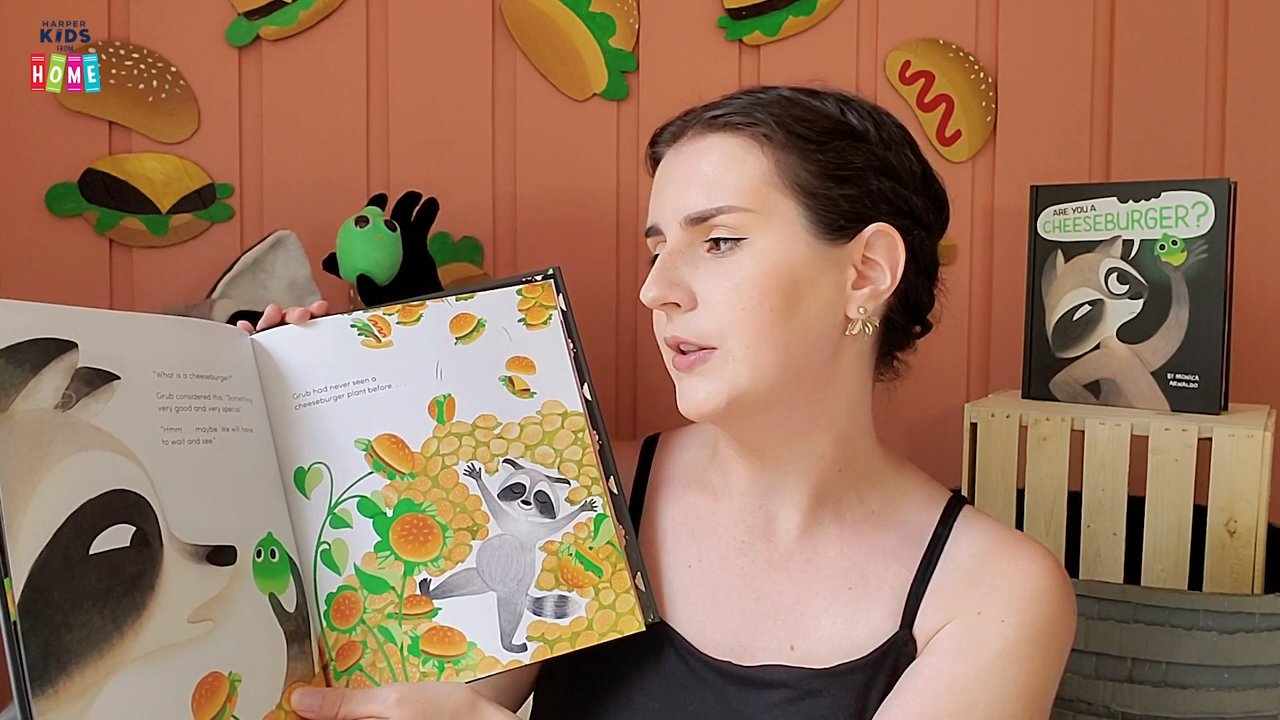 HARPER
KIDS
FROM
HOME
"What is a cheeseburger?"
Grub considered this. "Something
very good and very special."
"Hmm . . . maybe. We will have
to wait and see."
Grub had never seen a
cheeseburger plant before. . . .
ARE YOU A
CHEESEBURGER?
BY MONICA
ARNALDO